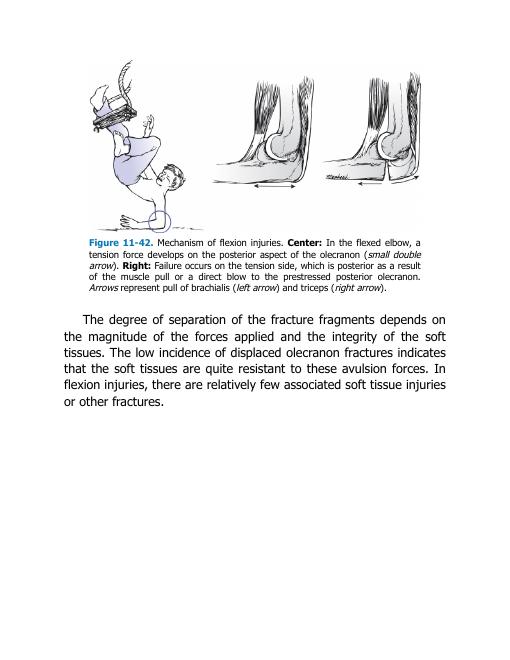 Figure 11-42. Mechanism of flexion injuries. Center: In the flexed elbow, a
tension force develops on the posterior aspect of the olecranon (small double
arrow). Right: Failure occurs on the tension side, which is posterior as a result
of the muscle pull or a direct blow to the prestressed posterior olecranon.
Arrows represent pull of brachialis (left arrow) and triceps (right arrow).
The degree of separation of the fracture fragments depends on
the magnitude of the forces applied and the integrity of the soft
tissues. The low incidence of displaced olecranon fractures indicates
that the soft tissues are quite resistant to these avulsion forces. In
flexion injuries, there are relatively few associated soft tissue injuries
or other fractures.